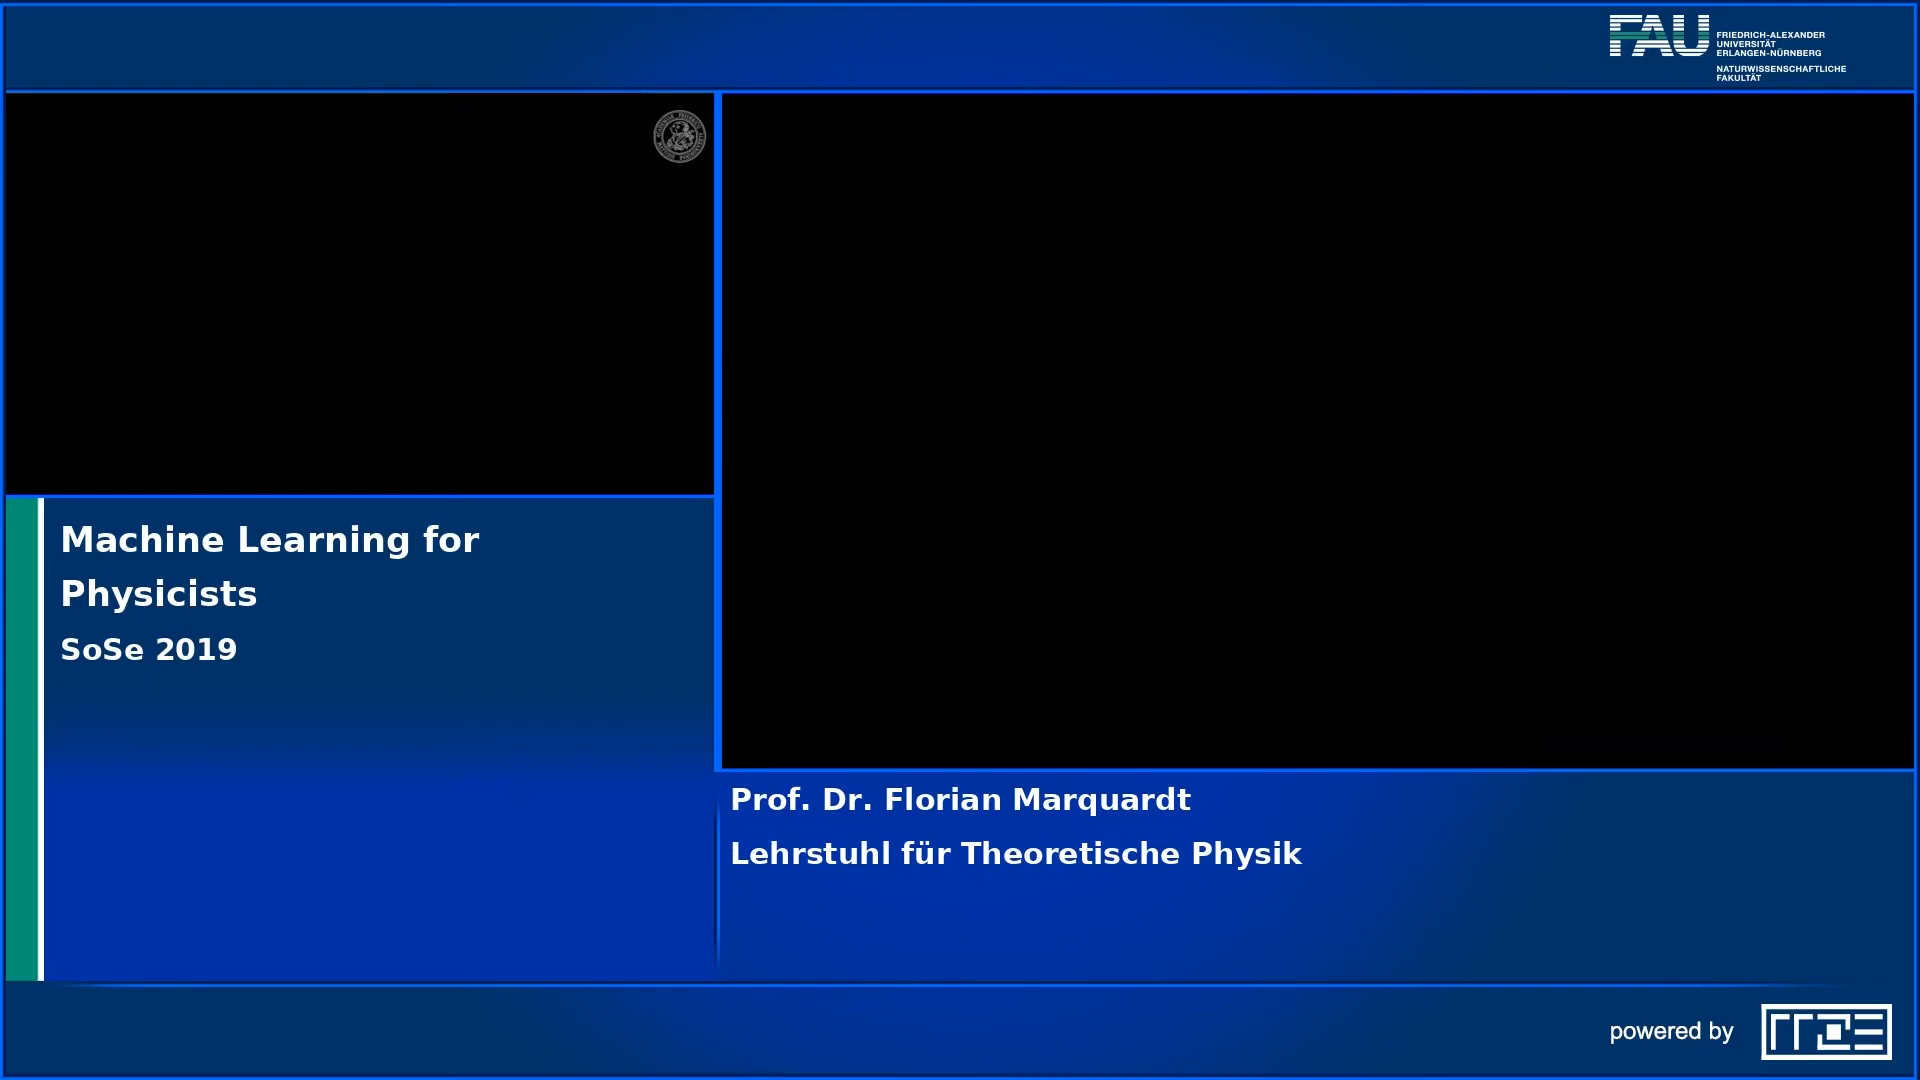 FAU
FRIEDRICH-ALEXANDER
UNIVERSITÄT
ERLANGEN-NÜRNBERG
NATURWISSENSCHAFTLICHE
FAKULTÄT
Machine Learning for
Physicists
SoSe 2019
Prof. Dr. Florian Marquardt
Lehrstuhl für Theoretische Physik
powered by